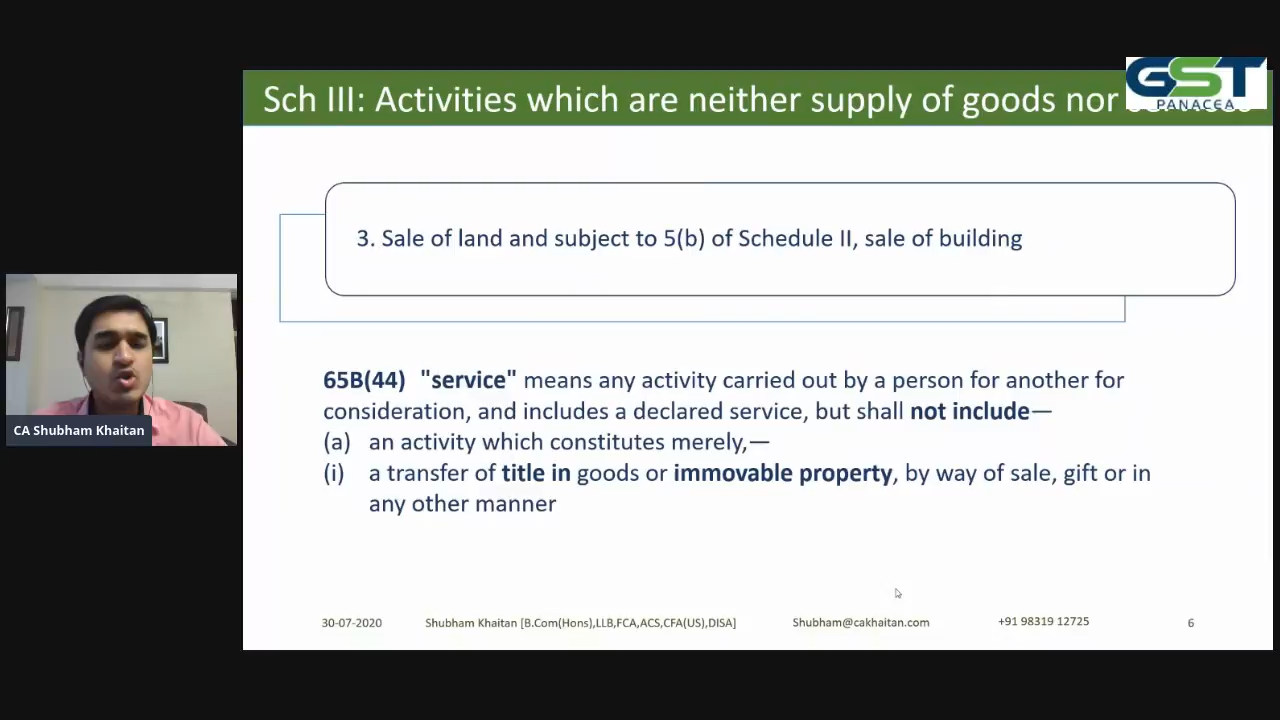 Sch III: Activities which are neither supply of goods nor
GST
PANACEA
3. Sale of land and subject to 5(b) of Schedule II, sale of building
65B(44) "service" means any activity carried out by a person for another for
consideration, and includes a declared service, but shall not include—
(a) an activity which constitutes merely,—
(i) a transfer of title in goods or immovable property, by way of sale, gift or in
any other manner
CA Shubham Khaitan
30-07-2020 Shubham Khaitan [B.Com(Hons),LLB,FCA,ACS,CFA(US),DISA] Shubham@cakhaitan.com +91 98319 12725 6